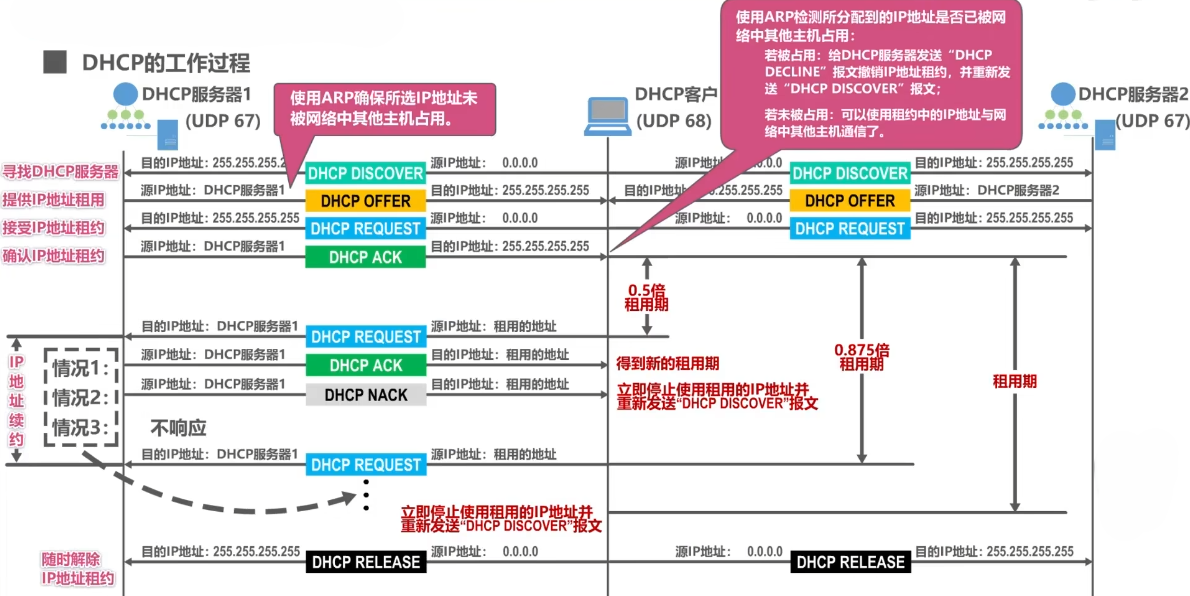 使用ARP检测所分配到的IP地址是否已被网
络中其他主机占用：
若被占用：给DHCP服务器发送“DHCP
DECLINE”报文撤销IP地址租约，并重新发
送“DHCP DISCOVER”报文；
若未被占用：可以使用租约中的IP地址与网
络中其他主机通信了。
DHCP的工作过程
使用ARP确保所选IP地址未
被网络中其他主机占用。
DHCP服务器1
(UDP 67)
DHCP客户
(UDP 68)
DHCP服务器2
(UDP 67)
寻找DHCP服务器
目的IP地址：255.255.255.2
DHCP DISCOVER
源IP地址： 0.0.0.0
源IP地址：
0.0.0
DHCP DISCOVER
目的IP地址：255.255.255.255
提供IP地址租用
源IP地址：DHCP服务器1
DHCP OFFER
目的IP地址：255.255.255.255
目的IP地址：255.255.255.255
DHCP OFFER
源IP地址：DHCP服务器2
接受IP地址租约
目的IP地址：255.255.255.255
DHCP REQUEST
源IP地址： 0.0.0.0
源IP地址： 0.0.0.0
DHCP REQUEST
目的IP地址：255.255.255.255
确认IP地址租约
源IP地址：DHCP服务器1
DHCP ACK
目的IP地址：255.255.255.255
0.5倍
租用期
0.875倍
租用期
租用期
IP
地
址
续
约
目的IP地址：DHCP服务器1
DHCP REQUEST
源IP地址：租用的地址
情况1：
源IP地址：DHCP服务器1
DHCP ACK
目的IP地址：租用的地址
得到新的租用期
情况2：
源IP地址：DHCP服务器1
DHCP NACK
目的IP地址：租用的地址
立即停止使用租用的IP地址并
重新发送“DHCP DISCOVER”报文
情况3：
不响应
目的IP地址：DHCP服务器1
DHCP REQUEST
源IP地址：租用的地址
立即停止使用租用的IP地址并
重新发送“DHCP DISCOVER”报文
随时解除
IP地址租约
目的IP地址：255.255.255.255
DHCP RELEASE
源IP地址： 0.0.0.0
源IP地址： 0.0.0.0
DHCP RELEASE
目的IP地址：255.255.255.255